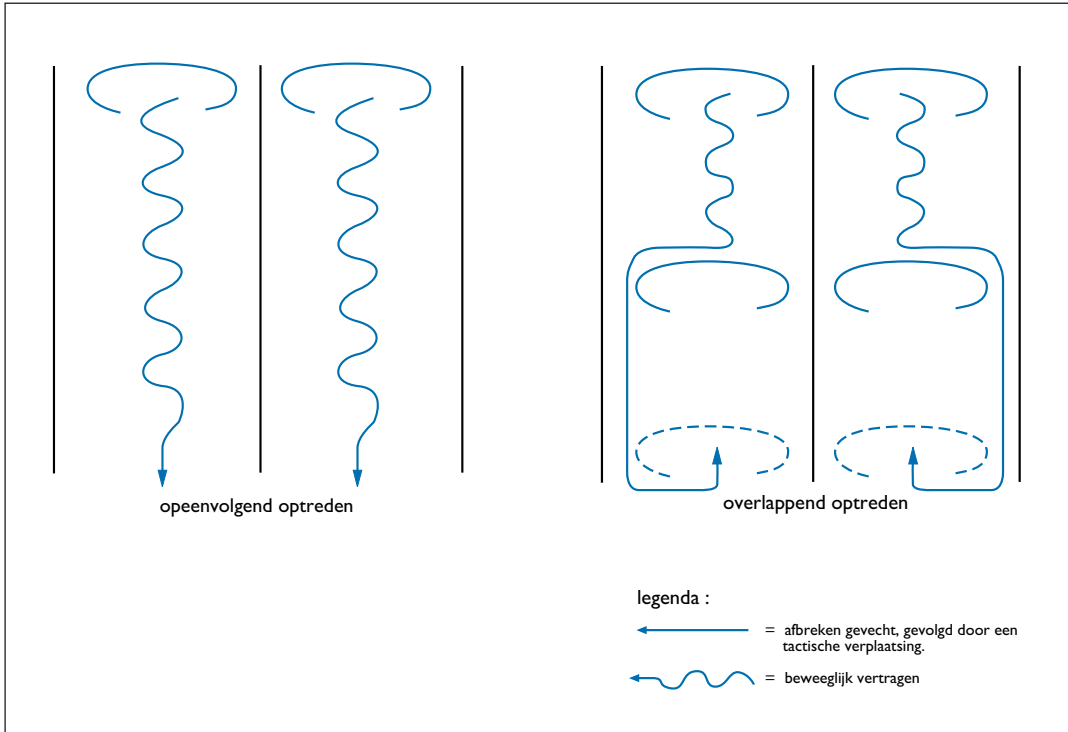 opeenvolgend optreden
overlappend optreden
legenda :
= afbreken gevecht, gevolgd door een
tactische verplaatsing.
= beweeglijk vertragen